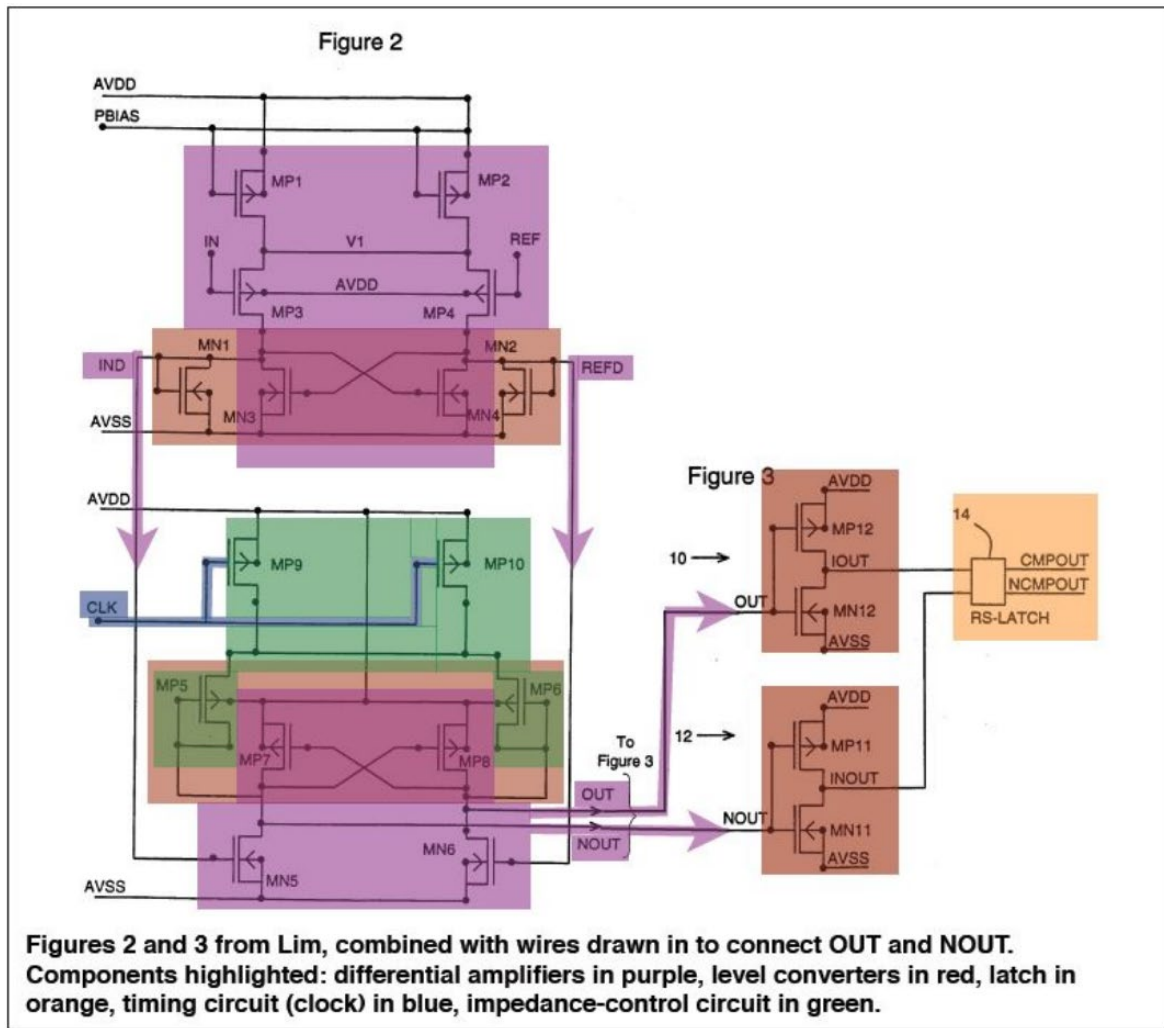 Figure 2
AVDD
PBIAS
MP1
MP2
IN
V1
REF
AVDD
MP3
MP4
MN1
MN2
IND
REFD
MN3
MN4
AVSS
Figure 3
AVDD
AVDD
MP12
14
MP9
MP10
10
IOUT
CMPOUT
NCMPOUT
CLK
OUT
MN12
RS-LATCH
AVSS
MP5
MP6
AVDD
12
To
Figure 3
MP7
MP8
MP11
INOUT
OUT
NOUT
NOUT
MN11
MN6
MN5
AVSS
AVSS
Figures 2 and 3 from Lim, combined with wires drawn in to connect OUT and NOUT.
Components highlighted: differential amplifiers in purple, level converters in red, latch in
orange, timing circuit (clock) in blue, impedance-control circuit in green.